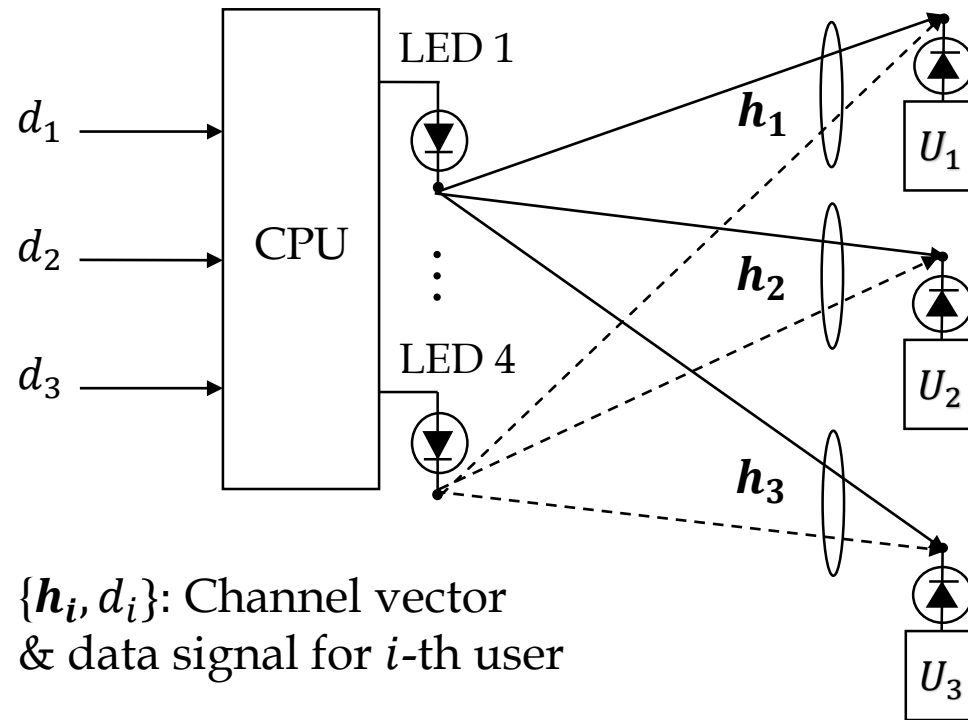 LED 1
d₁
h₁
U₁
d₂
CPU
h₂
U₂
LED 4
d₃
h₃
U₃
{hᵢ, dᵢ}: Channel vector
& data signal for i-th user